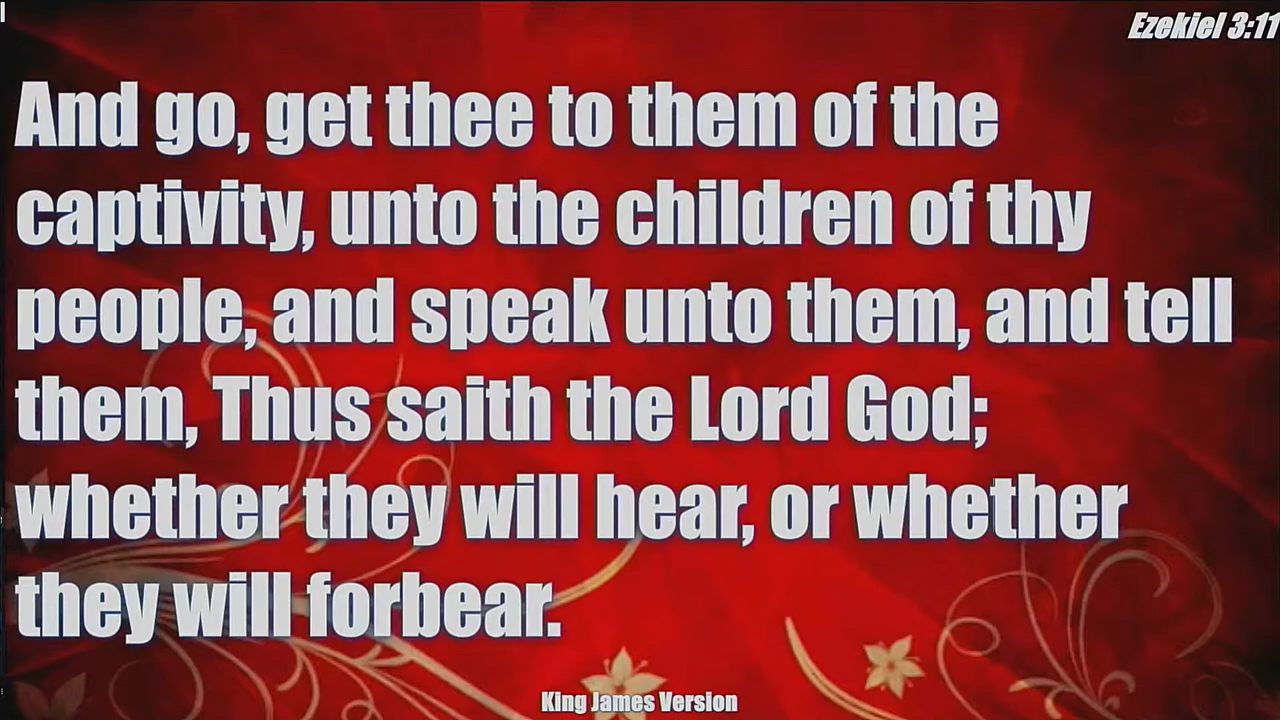 Ezekiel 3:11
And go, get thee to them of the
captivity, unto the children of thy
people, and speak unto them, and tell
them, Thus saith the Lord God;
whether they will hear, or whether
they will forbear.
King James Version